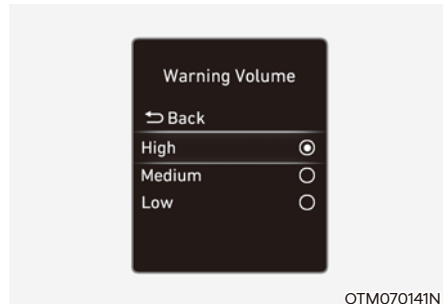 Warning Volume
Back
High
Medium
Low
OTM070141N